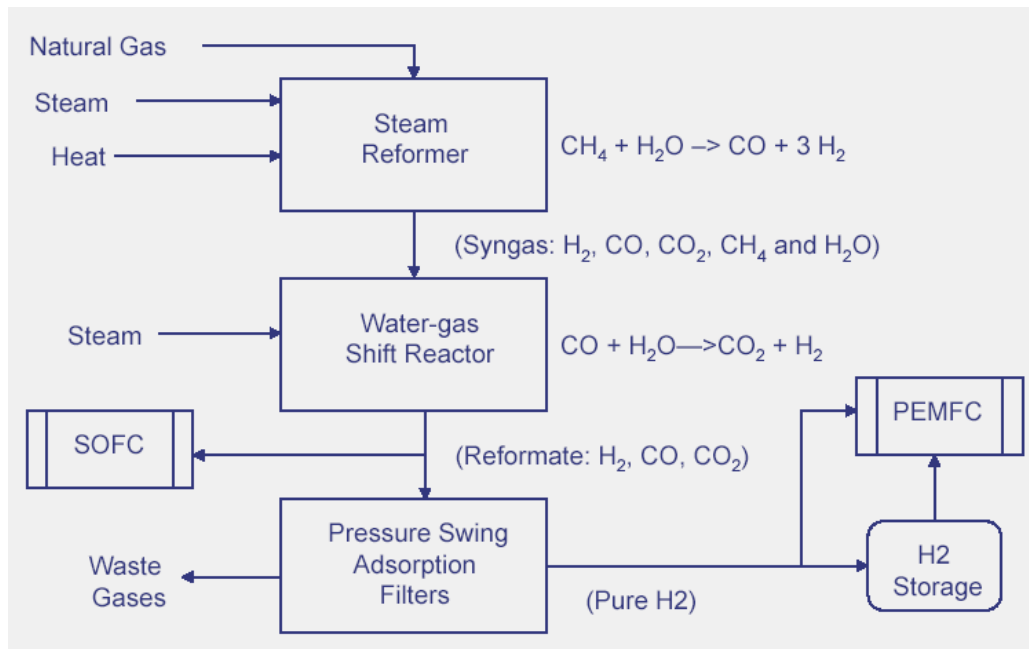 Natural Gas
Steam
Heat
Steam
Reformer
CH₄ + H₂O –> CO + 3 H₂
(Syngas: H₂, CO, CO₂, CH₄ and H₂O)
Steam
Water-gas
Shift Reactor
CO + H₂O—>CO₂ + H₂
PEMFC
SOFC
(Reformate: H₂, CO, CO₂)
Pressure Swing
Adsorption
Filters
Waste
Gases
(Pure H2)
H2
Storage